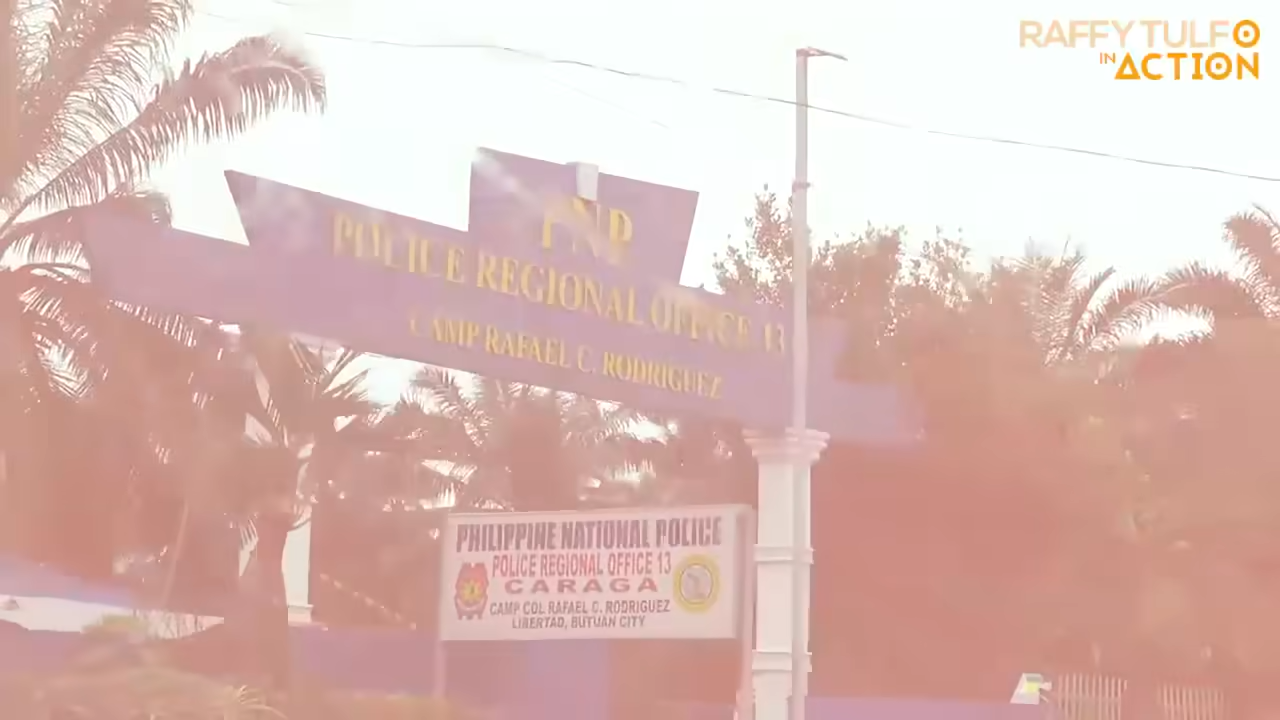 RAFFY TULFO
IN ACTION
PNP
POLICE REGIONAL OFFICE 13
CAMP RAFAEL C. RODRIGUEZ
PHILIPPINE NATIONAL POLICE
POLICE REGIONAL OFFICE 13
CARAGA
CAMP COL RAFAEL C. RODRIGUEZ
LIBERTAD, BUTUAN CITY